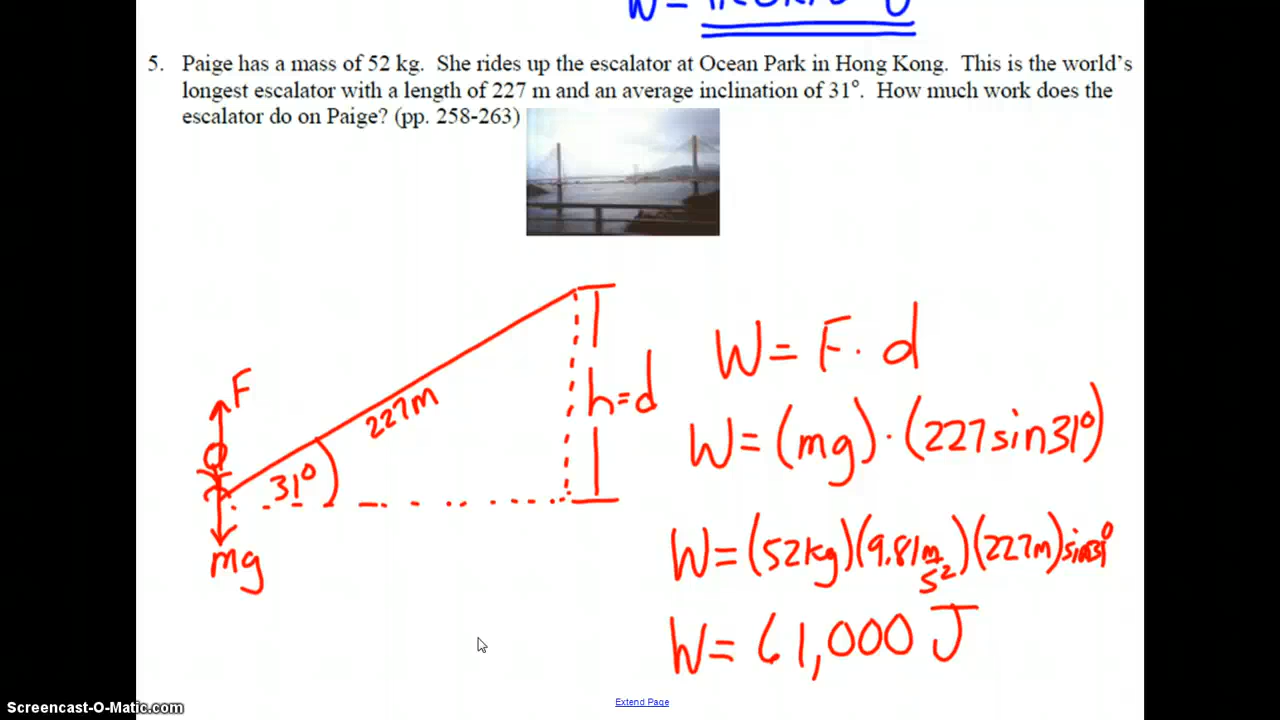 W=
5. Paige has a mass of 52 kg. She rides up the escalator at Ocean Park in Hong Kong. This is the world's
longest escalator with a length of 227 m and an average inclination of 31°. How much work does the
escalator do on Paige? (pp. 258-263)
F
227m
31°
mg
h=d
W= F· d
W=(mg)·(227sin31°)
W=(52kg)(9.81m/s²)(227m)sin31°
W= 61,000 J
Extend Page
Screencast-O-Matic.com